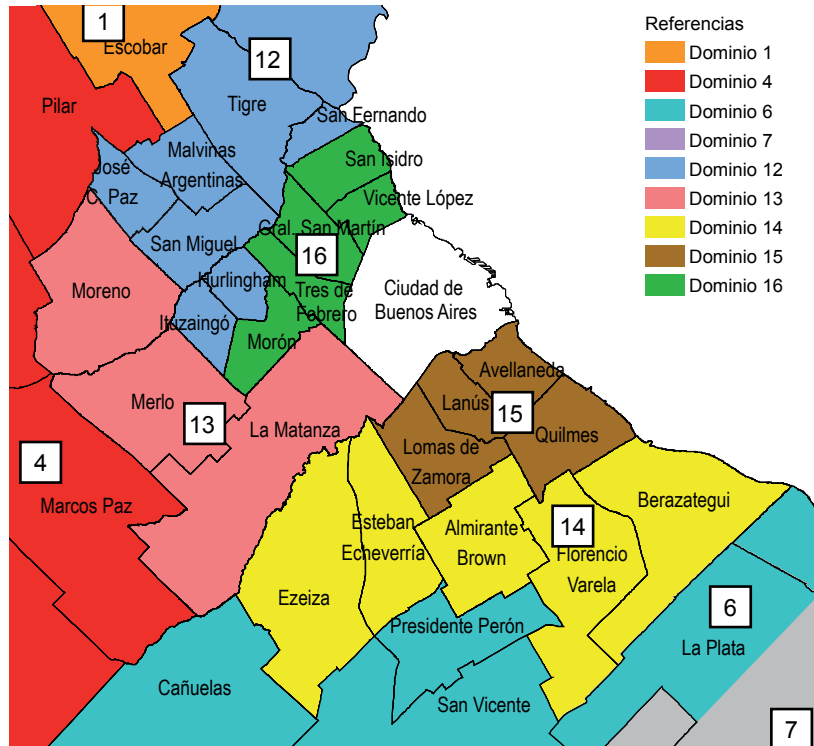 Referencias
Dominio 1
Dominio 4
Dominio 6
Dominio 7
Dominio 12
Dominio 13
Dominio 14
Dominio 15
Dominio 16
1
Escobar
12
Pilar
Tigre
San Fernando
Malvinas
Argentinas
José
C. Paz
San Isidro
Vicente López
Gral. San Martín
San Miguel
16
Hurlingham
Moreno
Tres de
Febrero
Ciudad de
Buenos Aires
Ituzaingó
Morón
Avellaneda
Merlo
Lanús
13
15
La Matanza
Quilmes
Lomas de
Zamora
4
Marcos Paz
Berazategui
Esteban
Echeverría
Almirante
Brown
14
Florencio
Varela
Ezeiza
6
Presidente Perón
La Plata
Cañuelas
San Vicente
7